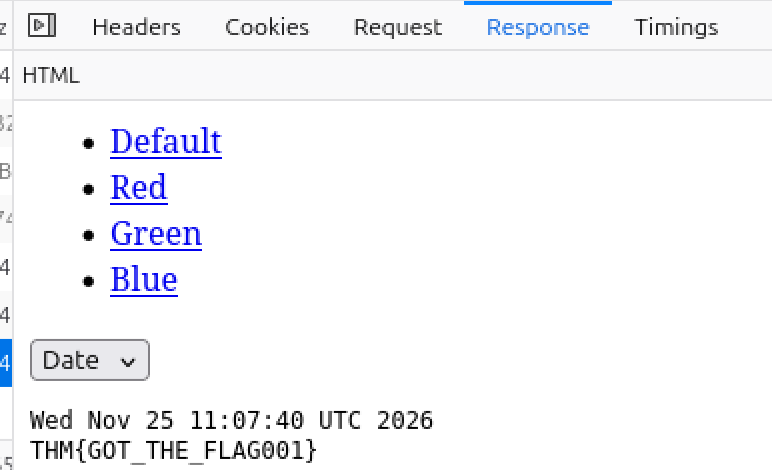 Headers Cookies Request Response Timings
HTML
Default
Red
Green
Blue
Date
Wed Nov 25 11:07:40 UTC 2026
THM{GOT_THE_FLAG001}